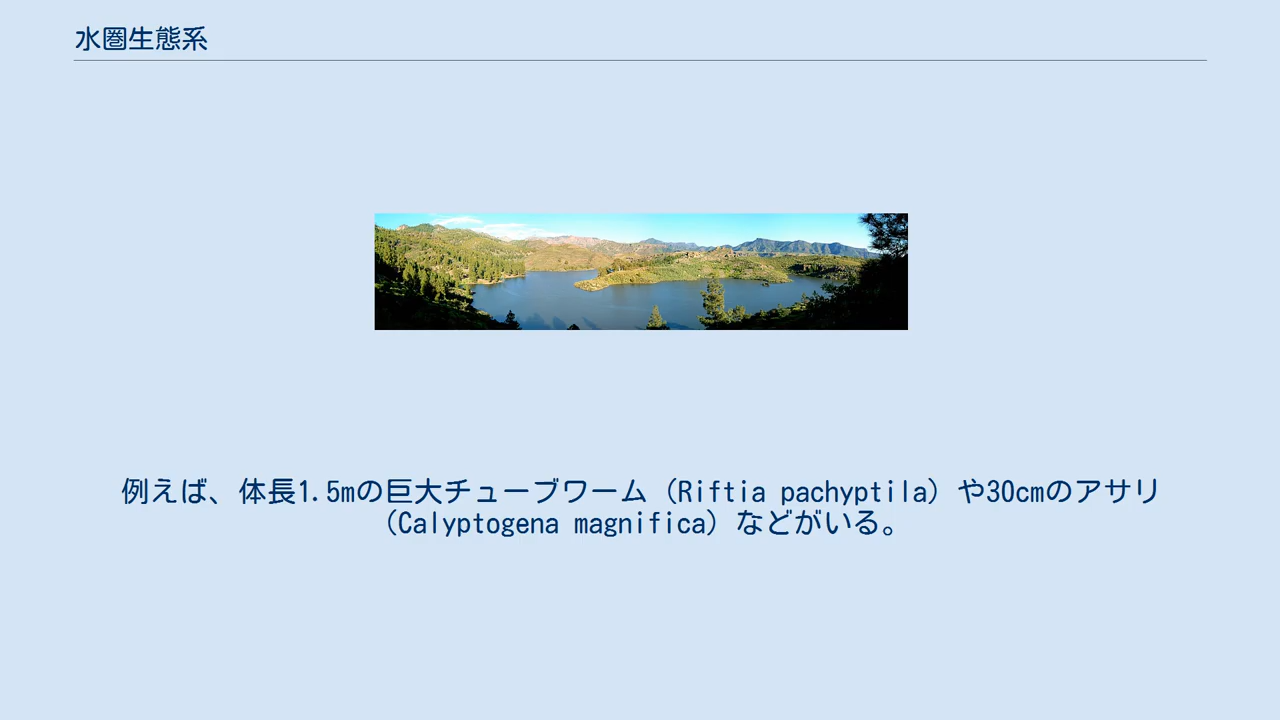 水圏生態系
例えば、体長1.5mの巨大チューブワーム（Riftia pachyptila）や30cmのアサリ
（Calyptogena magnifica）などがいる。